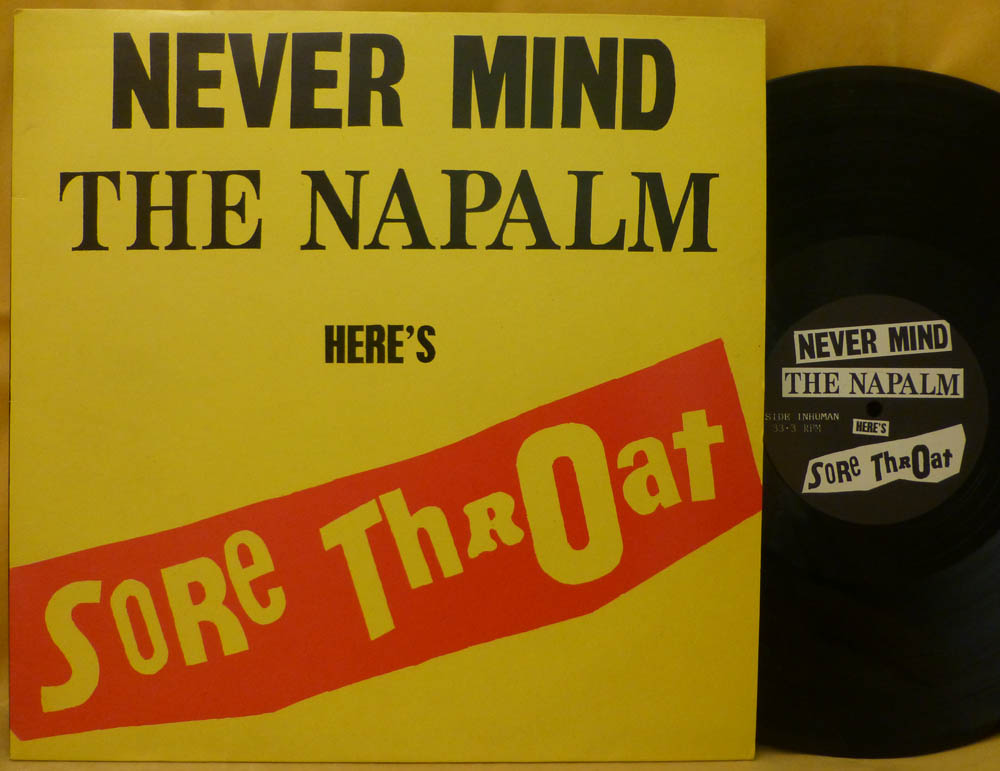 NEVER MIND
THE NAPALM
HERE'S
SORe ThROat
NEVER MIND
THE NAPALM
SIDE INHUMAN
33·3 RPM
HERE'S
SORe ThROat